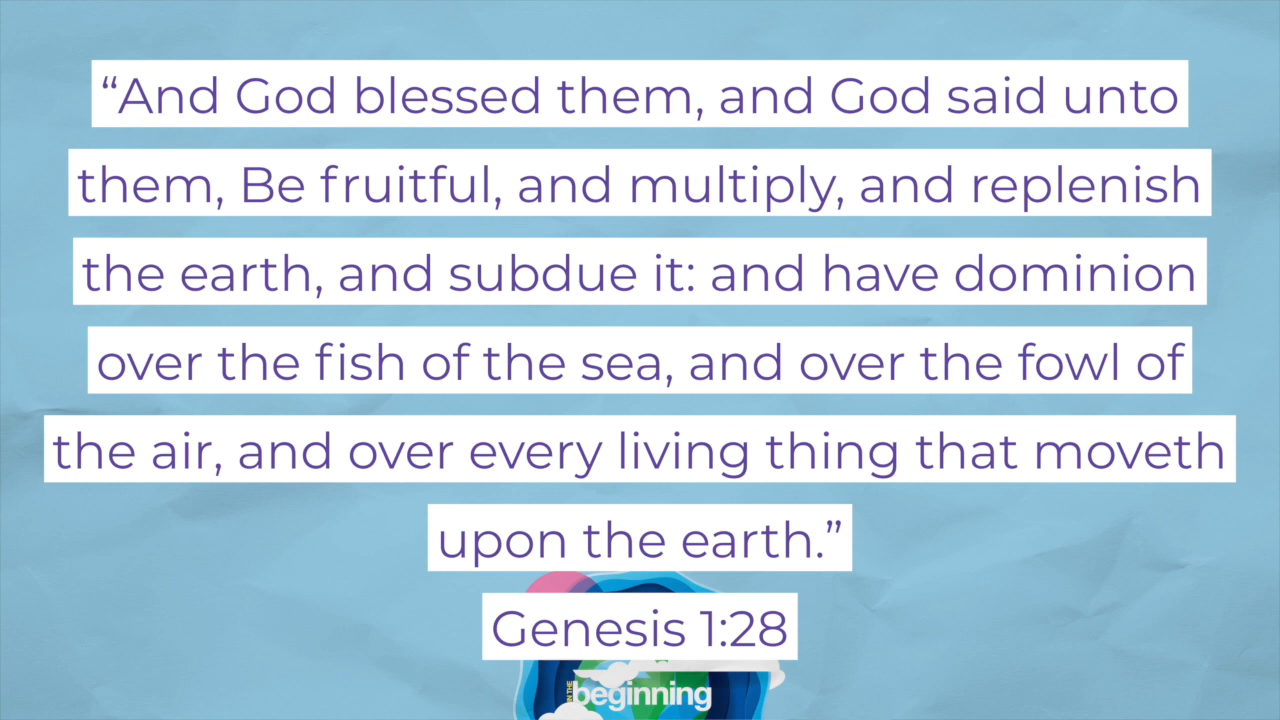 “And God blessed them, and God said unto
them, Be fruitful, and multiply, and replenish
the earth, and subdue it: and have dominion
over the fish of the sea, and over the fowl of
the air, and over every living thing that moveth
upon the earth.”
Genesis 1:28
IN THE
beginning